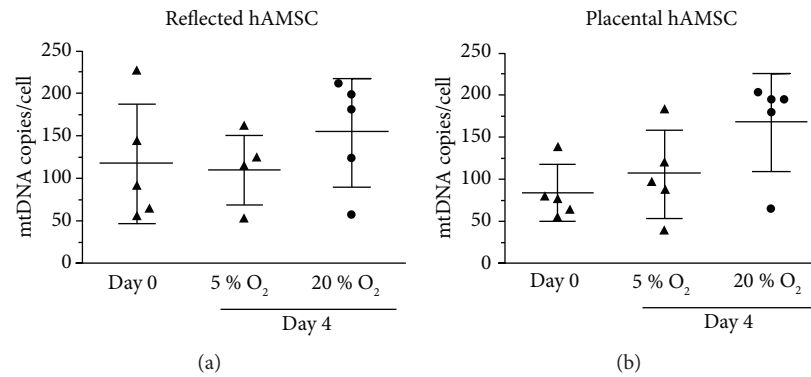 Reflected hAMSC
mtDNA copies/cell
250
200
150
100
50
0
Day 0
5 % O₂
20 % O₂
Day 4
(a)
Placental hAMSC
mtDNA copies/cell
250
200
150
100
50
0
Day 0
5 % O₂
20 % O₂
Day 4
(b)